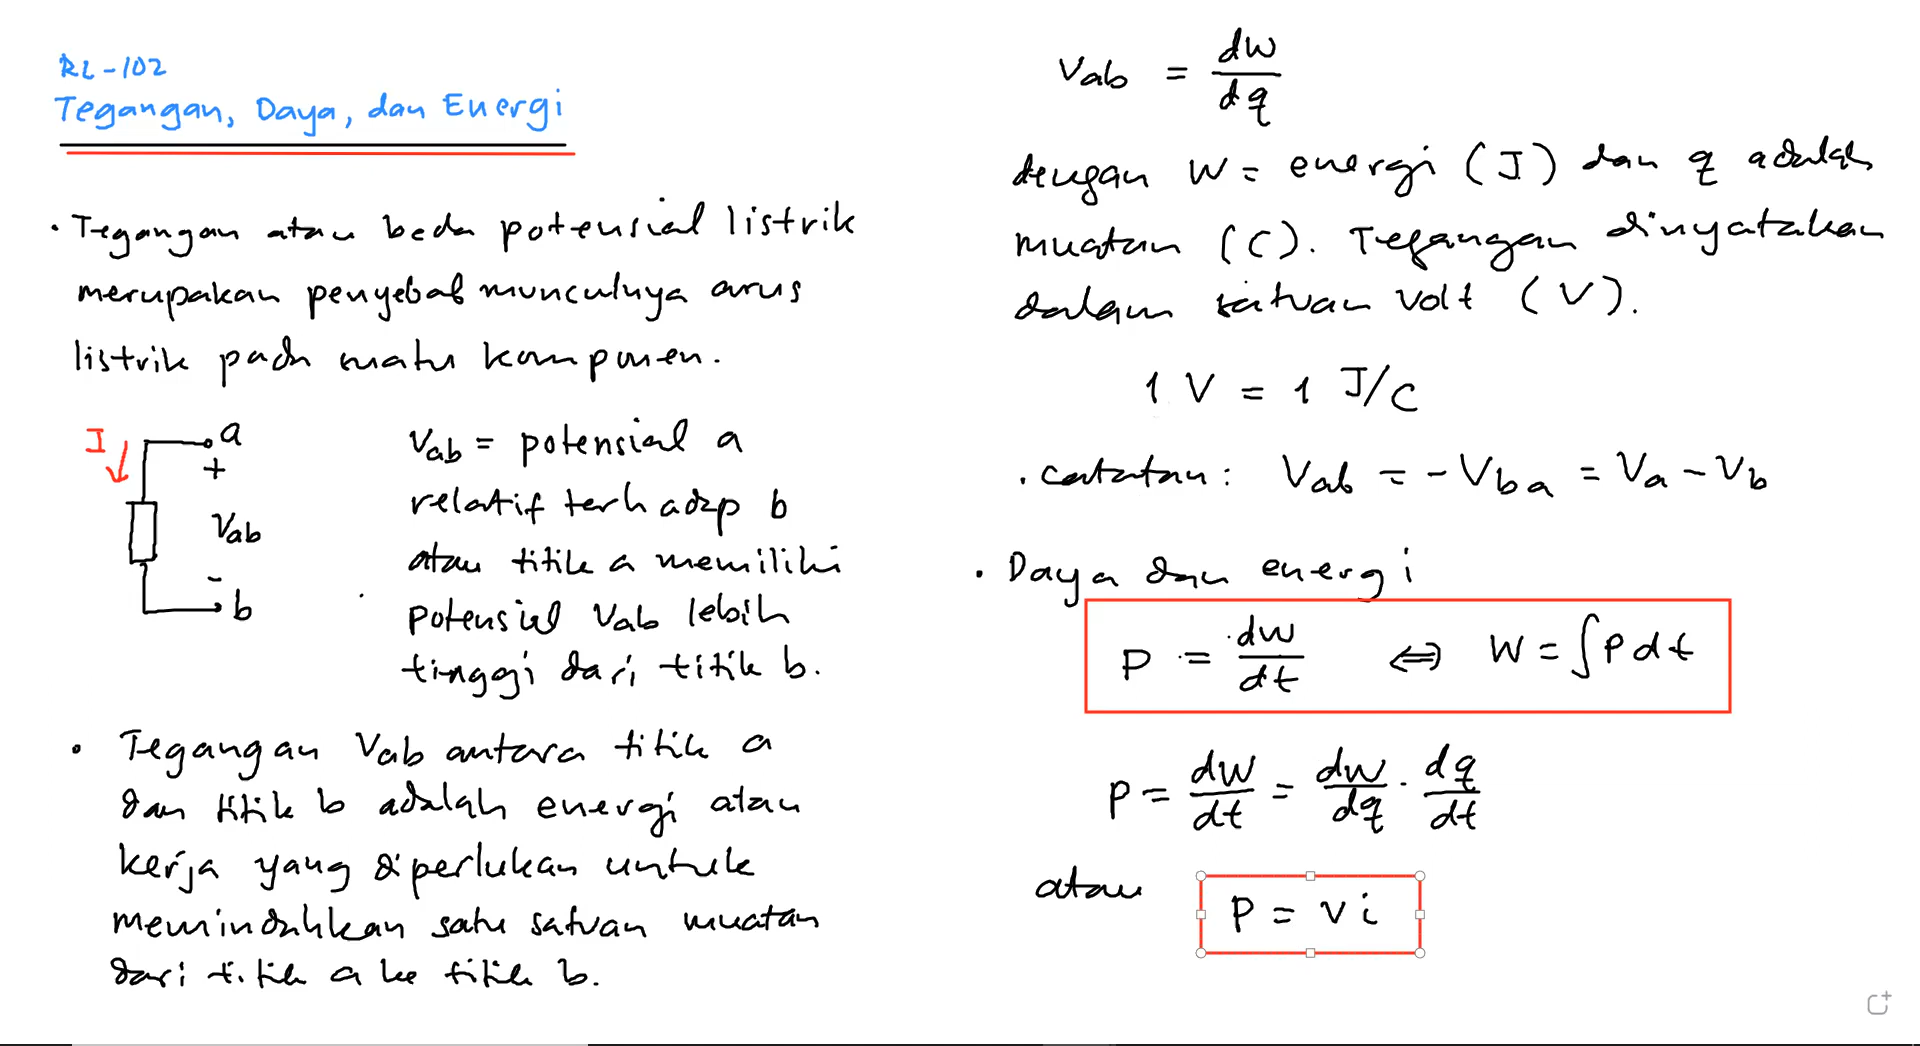 RL-102
Tegangan, Daya, dan Energi
• Tegangan atau beda potensial listrik
merupakan penyebab munculnya arus
listrik pada suatu komponen.
I
a
+
Vab
-
b
Vab = potensial a
relatif terhadap b
atau titik a memiliki
potensial Vab lebih
tinggi dari titik b.
• Tegangan Vab antara titik a
dan titik b adalah energi atau
kerja yang diperlukan untuk
memindahkan satu satuan muatan
dari titik a ke titik b.
Vab = dw/dq
dengan W = energi (J) dan q adalah
muatan (C). Tegangan dinyatakan
dalam satuan volt (V).
1 V = 1 J/C
• catatan: Vab = -Vba = Va - Vb
• Daya dan energi
P = dw/dt ⇔ W = ∫ P dt
P = dw/dt = dw/dq · dq/dt
atau P = v i